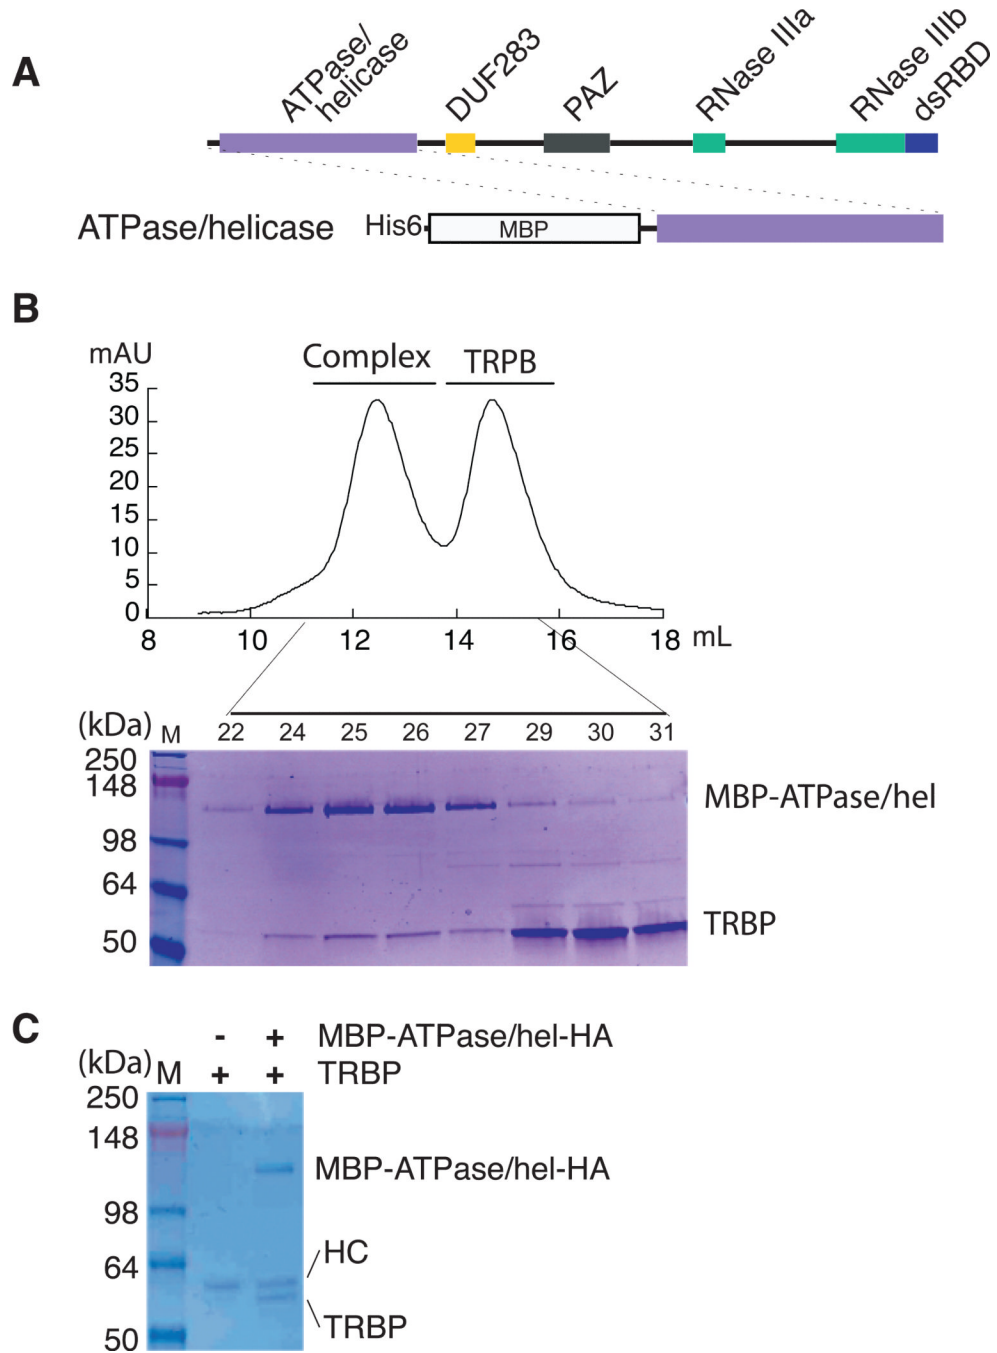 A
ATPase/
helicase
DUF283
PAZ
RNase IIIa
RNase IIIb
dsRBD
ATPase/helicase His6 MBP
B
mAU
Complex TRPB
35
30
25
20
15
10
5
0
8 10 12 14 16 18 mL
(kDa) M 22 24 25 26 27 29 30 31
250
148
MBP-ATPase/hel
98
64
TRBP
50
C
- + MBP-ATPase/hel-HA
(kDa) M + + TRBP
250
148
MBP-ATPase/hel-HA
98
HC
64
TRBP
50